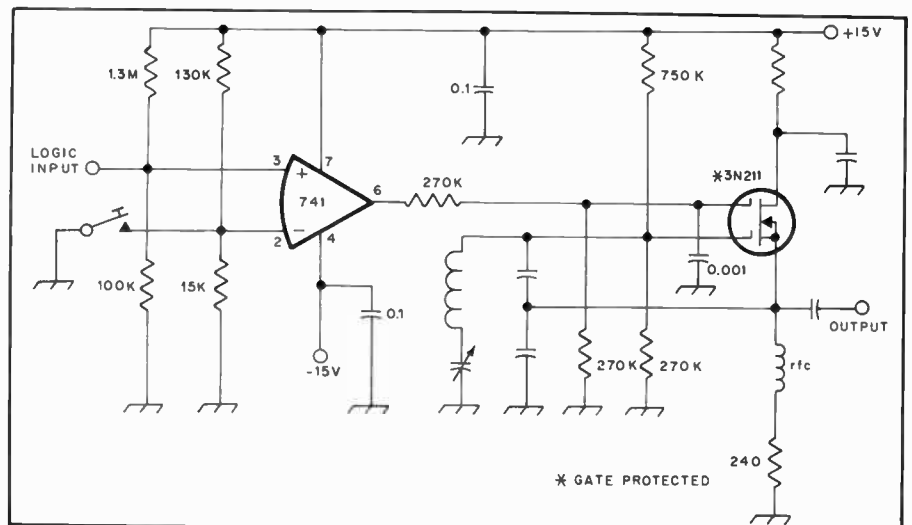 +15V
1.3M
130K
0.1
750K
LOGIC
INPUT
3
+
7
741
6
270K
*3N211
−
2
4
0.001
100K
15K
0.1
-15V
OUTPUT
270K
270K
rfc
240
* GATE PROTECTED